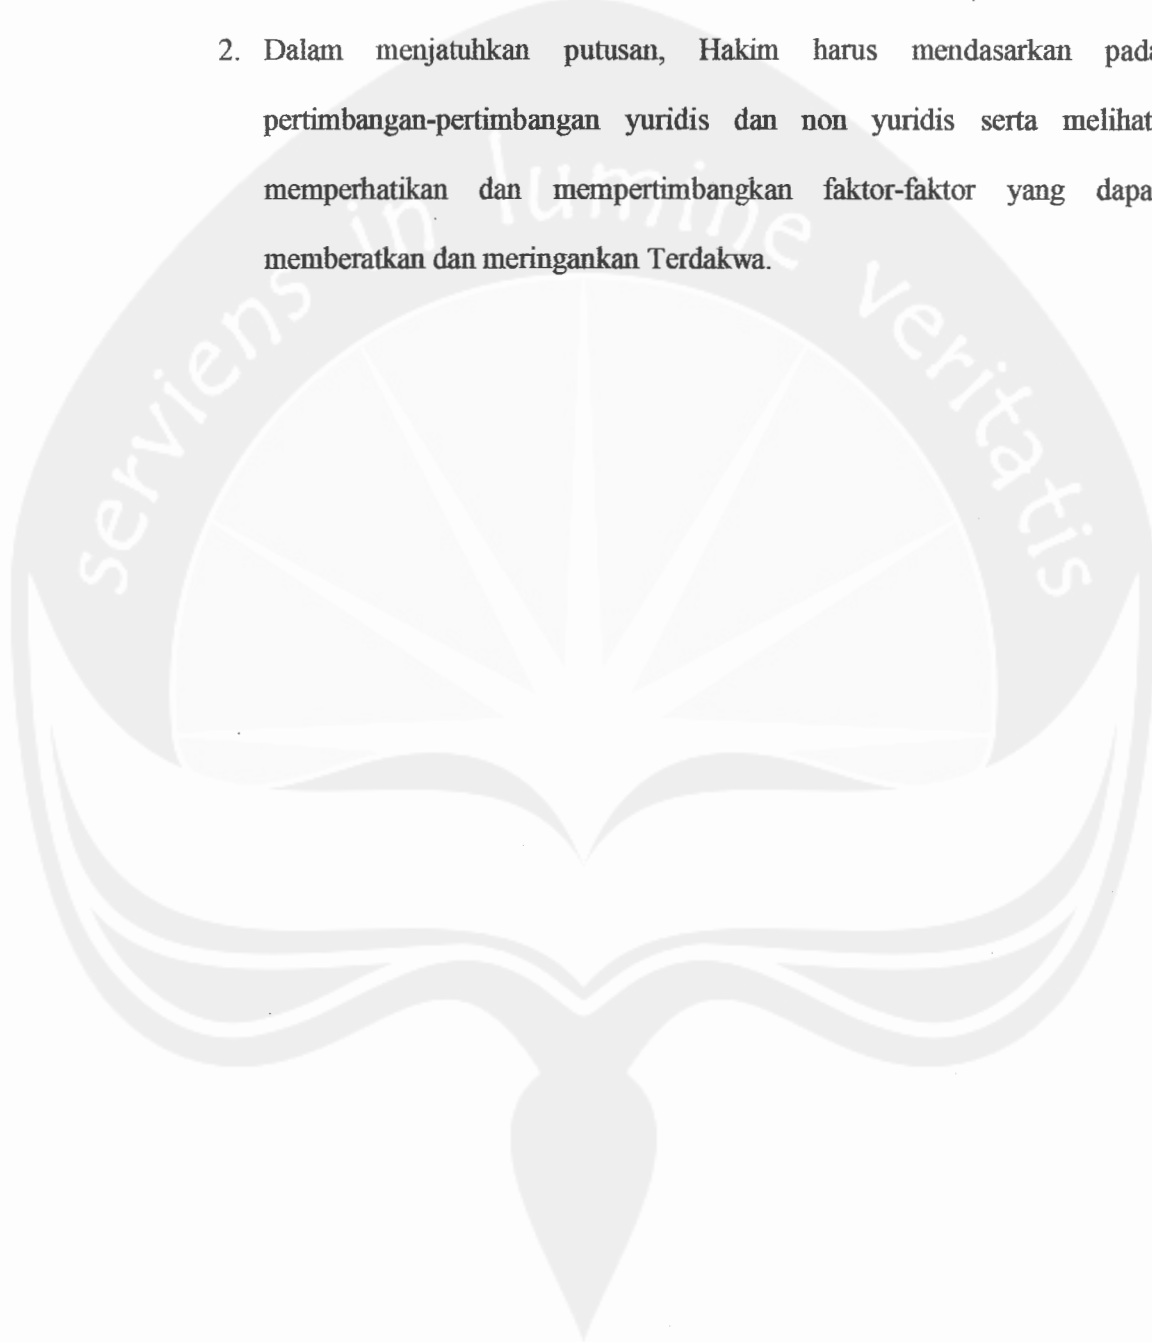 2. Dalam menjatuhkan putusan, Hakim harus mendasarkan pada
pertimbangan-pertimbangan yuridis dan non yuridis serta melihat
memperhatikan dan mempertimbangkan faktor-faktor yang dapa
memberatkan dan meringankan Terdakwa.
serviens in lumine veritatis